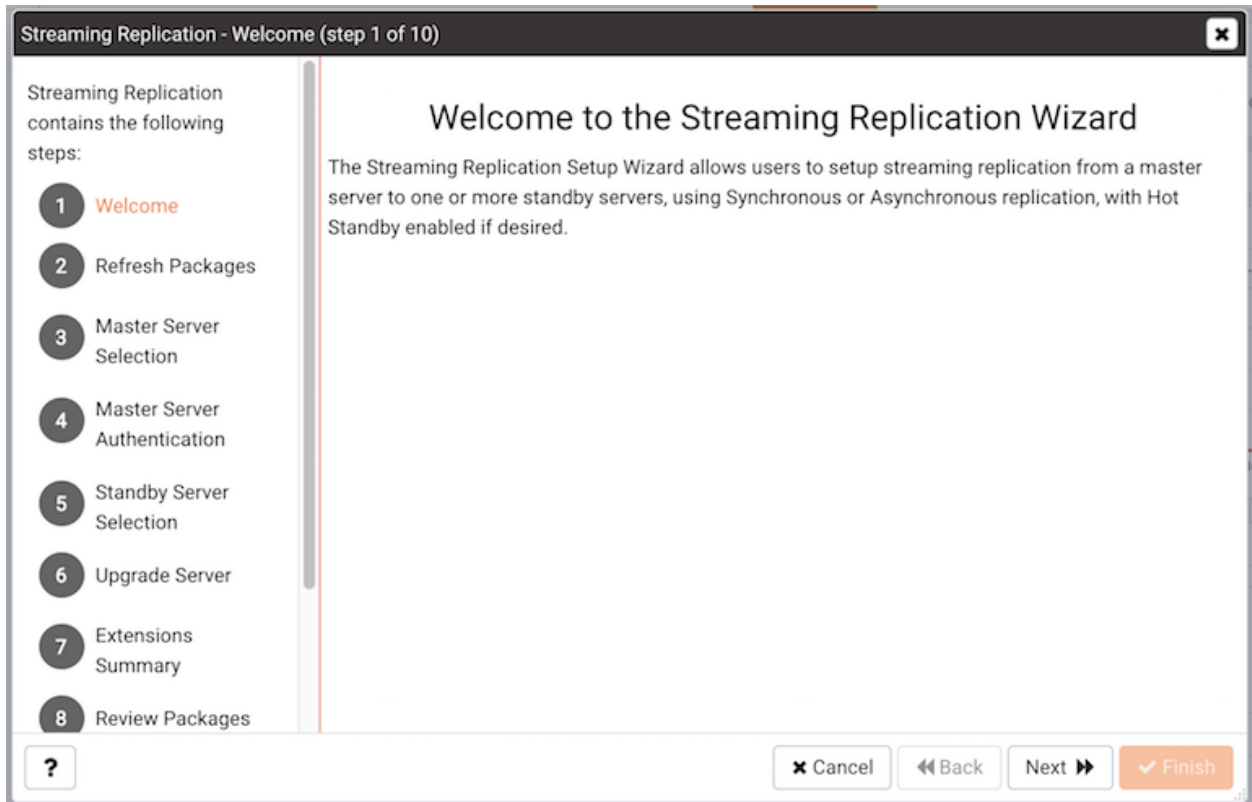 Streaming Replication - Welcome (step 1 of 10)
Streaming Replication
contains the following
steps:
1 Welcome
2 Refresh Packages
3 Master Server
Selection
4 Master Server
Authentication
5 Standby Server
Selection
6 Upgrade Server
7 Extensions
Summary
8 Review Packages
Welcome to the Streaming Replication Wizard
The Streaming Replication Setup Wizard allows users to setup streaming replication from a master
server to one or more standby servers, using Synchronous or Asynchronous replication, with Hot
Standby enabled if desired.
? Cancel Back Next Finish